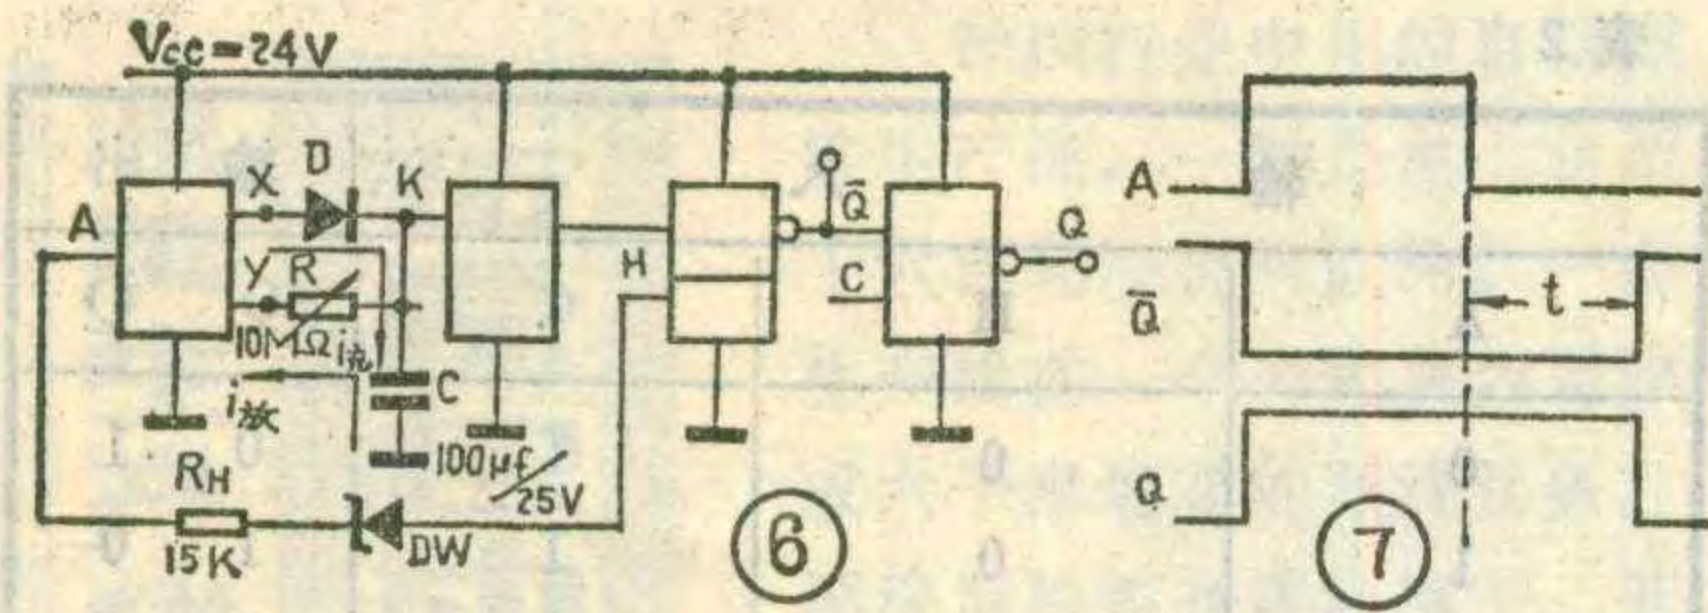 Vcc=24V
A
X
D
K
Y
R
10MΩ
i充
i放
C
100μf/25V
RH
15K
DW
H
Q̄
C
Q
⑥
A
Q̄
t
Q
⑦